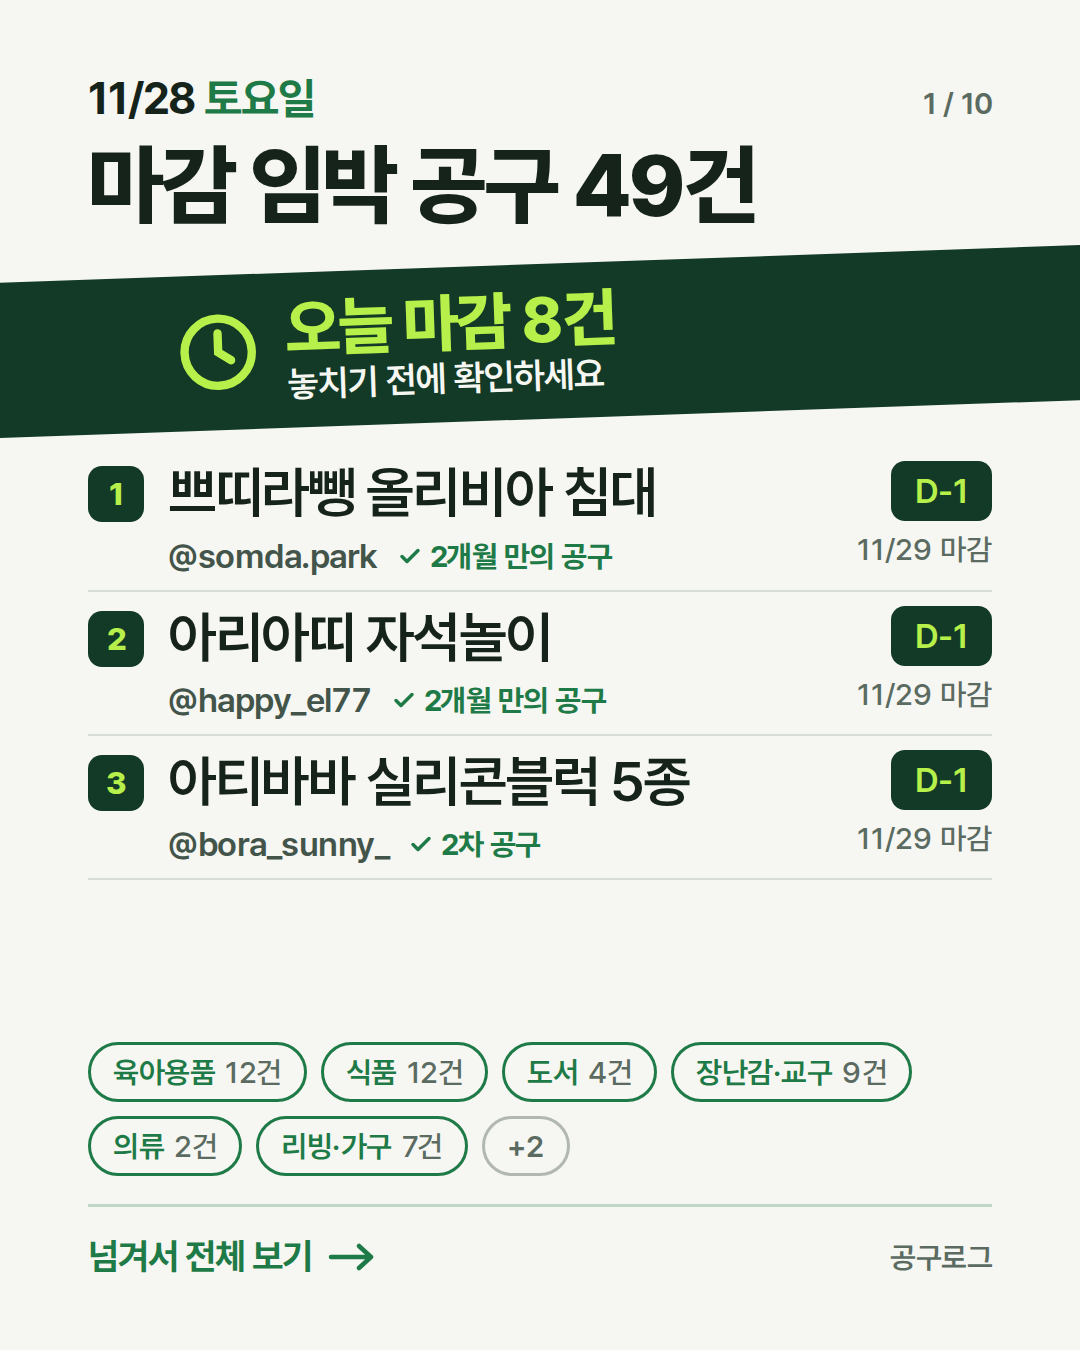 11/28 토요일
1 / 10
마감 임박 공구 49건
오늘 마감 8건
놓치기 전에 확인하세요
1 쁘띠라뺑 올리비아 침대 D-1
@somda.park 2개월 만의 공구 11/29 마감
2 아리아띠 자석놀이 D-1
@happy_el77 2개월 만의 공구 11/29 마감
3 아티바바 실리콘블럭 5종 D-1
@bora_sunny_ 2차 공구 11/29 마감
육아용품 12건 식품 12건 도서 4건 장난감·교구 9건
의류 2건 리빙·가구 7건 +2
넘겨서 전체 보기 → 공구로그